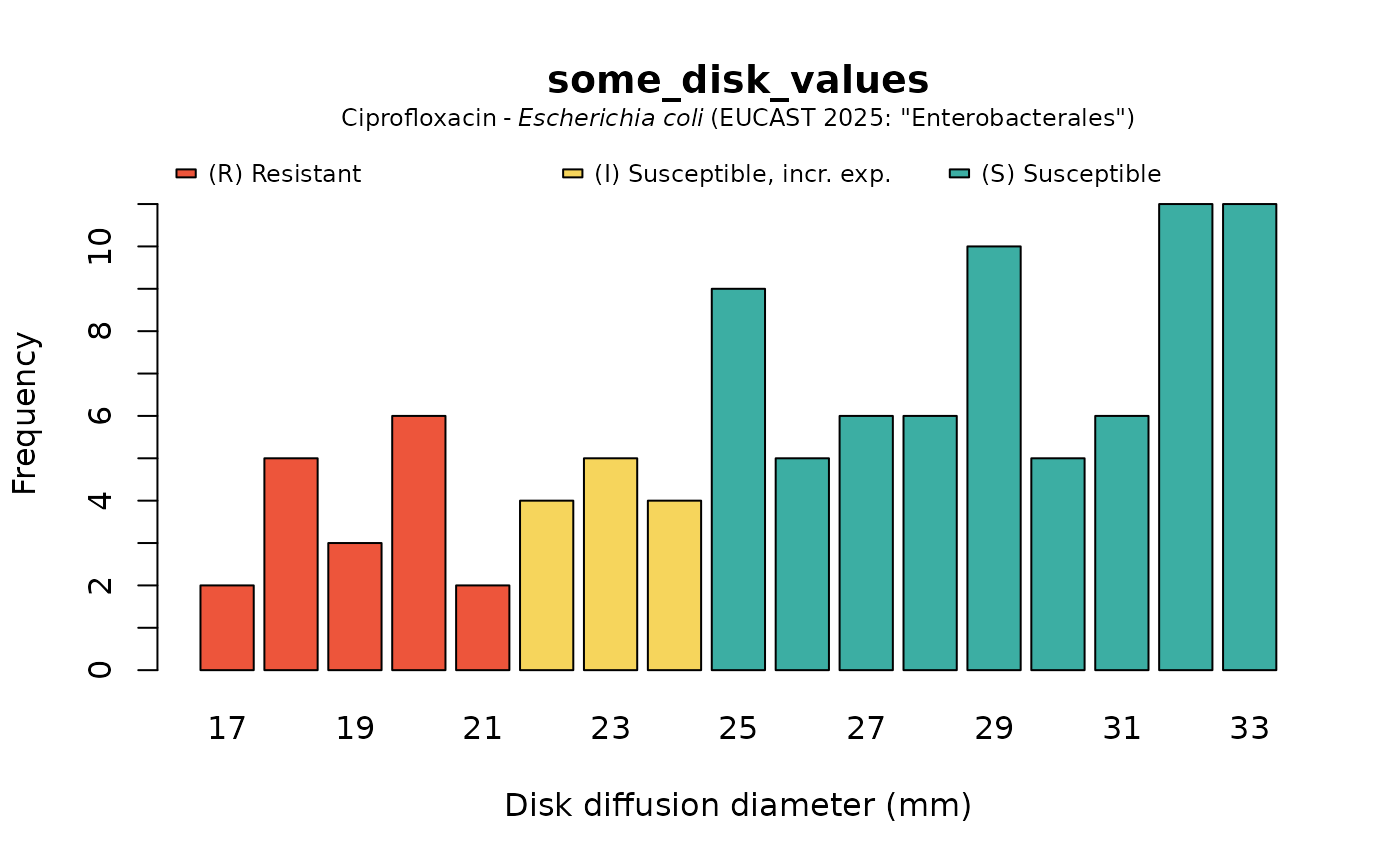 some_disk_values
Ciprofloxacin - Escherichia coli (EUCAST 2025: "Enterobacterales")
(R) Resistant (I) Susceptible, incr. exp. (S) Susceptible
Frequency
10
8
6
4
2
0
17 19 21 23 25 27 29 31 33
Disk diffusion diameter (mm)